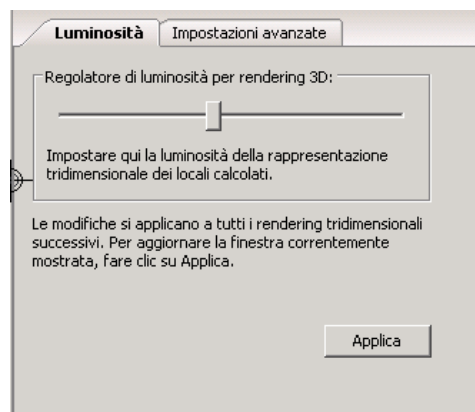 Luminosità
Impostazioni avanzate
Regolatore di luminosità per rendering 3D:
Impostare qui la luminosità della rappresentazione
tridimensionale dei locali calcolati.
Le modifiche si applicano a tutti i rendering tridimensionali
successivi. Per aggiornare la finestra correntemente
mostrata, fare clic su Applica.
Applica